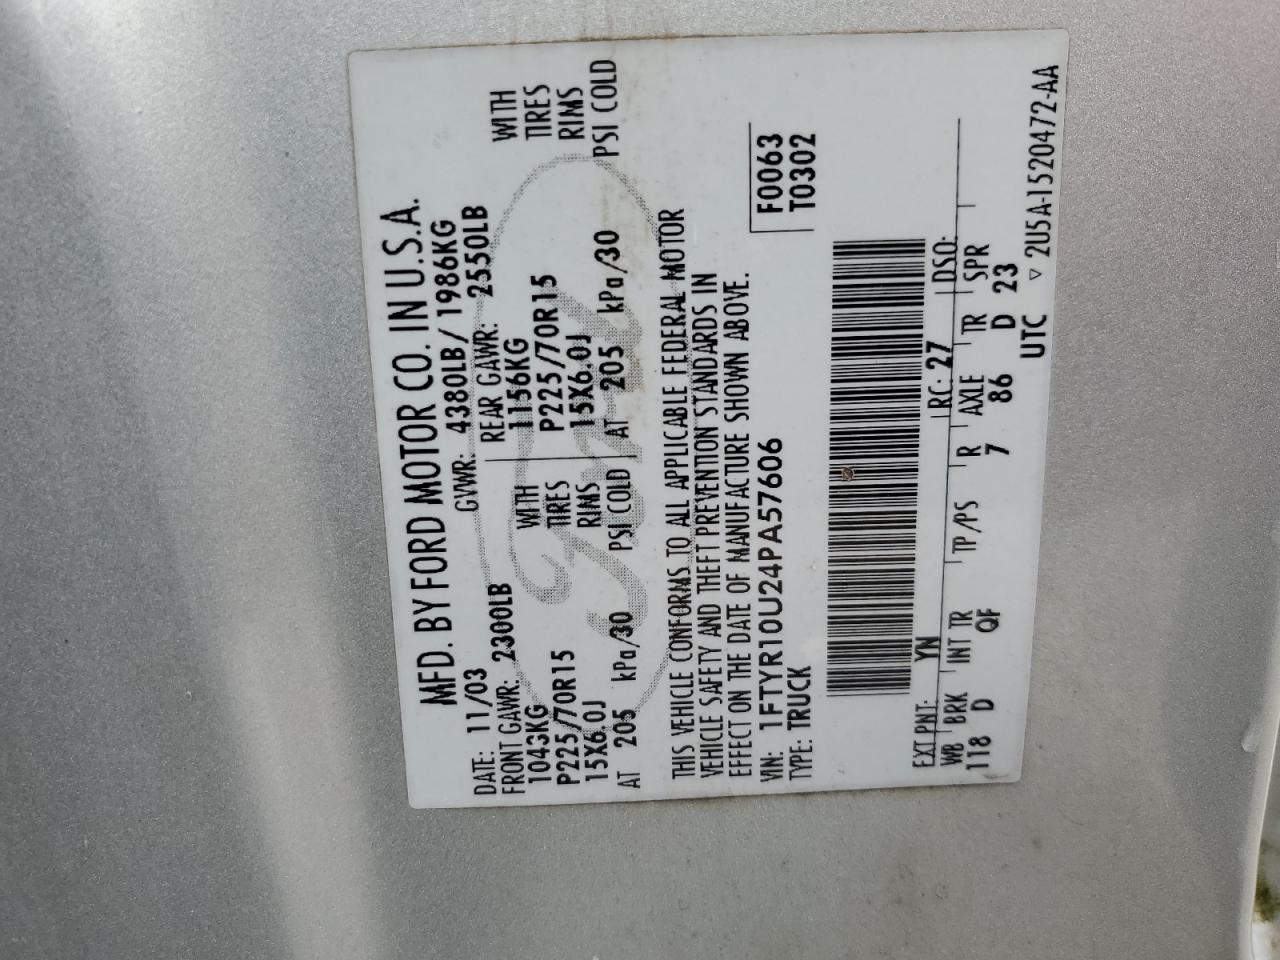 MFD. BY FORD MOTOR CO. IN U.S.A.
DATE: 11/03 GVWR: 4380LB/ 1986KG
FRONT GAWR: 2300LB REAR GAWR: 2550LB
1043KG WITH 1156KG WITH
P225/70R15 TIRES P225/70R15 TIRES
15X6.0J RIMS 15X6.0J RIMS
AT 205 kPa/30 PSI COLD AT 205 kPa/30 PSI COLD
Ford
THIS VEHICLE CONFORMS TO ALL APPLICABLE FEDERAL MOTOR
VEHICLE SAFETY AND THEFT PREVENTION STANDARDS IN
EFFECT ON THE DATE OF MANUFACTURE SHOWN ABOVE.
VIN: 1FTYR10U24PA57606 F0063
TYPE: TRUCK T0302
EXT PNT: YN RC: 27 DSO:
WB BRK INT TR TP/PS R AXLE TR SPR
118 D QF 7 86 D 23
UTC ▽ 2U5A-1520472-AA